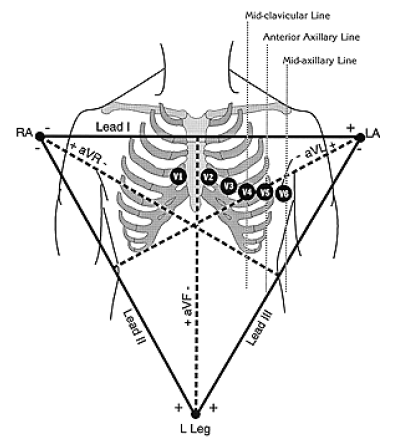 Mid-clavicular Line
Anterior Axillary Line
Mid-axillary Line
RA - Lead I + LA
- + aVR - - aVL + -
V1 V2 V3 V4 V5 V6
Lead II + aVF - Lead III
+ +
L Leg